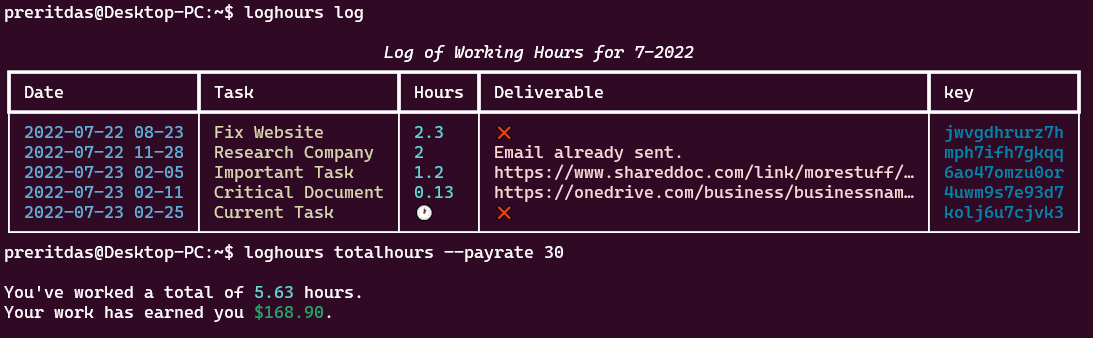 preritdas@Desktop-PC:~$ loghours log
Log of Working Hours for 7-2022
Date Task Hours Deliverable key
2022-07-22 08-23 Fix Website 2.3 ❌ jwvgdhrurz7h
2022-07-22 11-28 Research Company 2 Email already sent. mph7ifh7gkqq
2022-07-23 02-05 Important Task 1.2 https://www.shareddoc.com/link/morestuff/… 6ao47omzu0or
2022-07-23 02-11 Critical Document 0.13 https://onedrive.com/business/businessnam… 4uwm9s7e93d7
2022-07-23 02-25 Current Task 🕐 ❌ kolj6u7cjvk3
preritdas@Desktop-PC:~$ loghours totalhours --payrate 30
You've worked a total of 5.63 hours.
Your work has earned you $168.90.